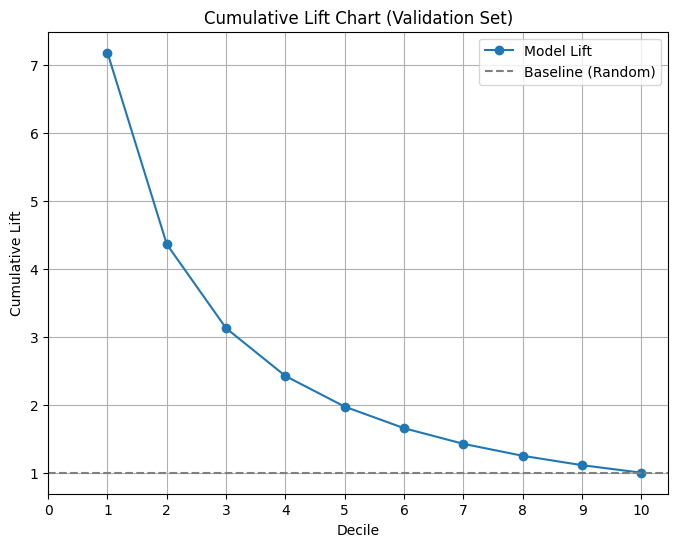 Cumulative Lift Chart (Validation Set)
Model Lift
Baseline (Random)
Cumulative Lift
7
6
5
4
3
2
1
0 1 2 3 4 5 6 7 8 9 10
Decile